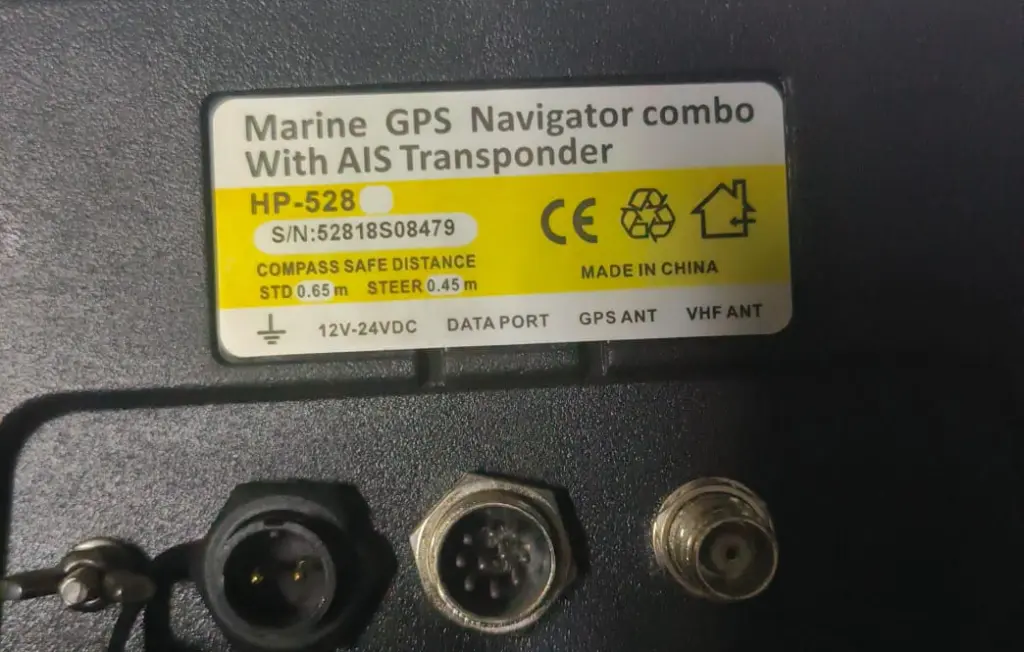 Marine GPS Navigator combo
With AIS Transponder
HP-528
S/N:52818S08479
CE
COMPASS SAFE DISTANCE
STD 0.65 m STEER 0.45 m
MADE IN CHINA
12V-24VDC DATA PORT GPS ANT VHF ANT